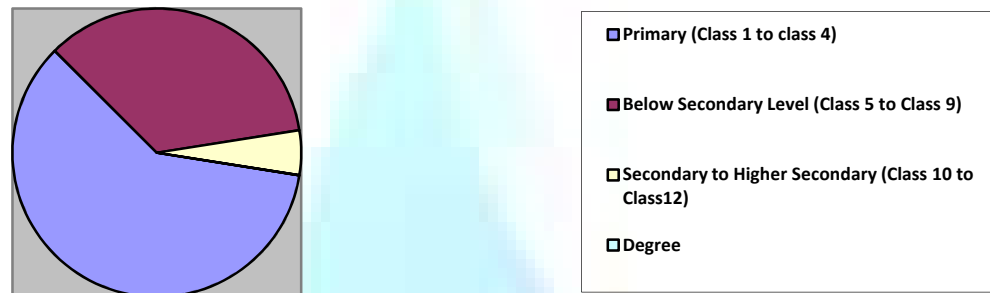 Primary (Class 1 to class 4)
Below Secondary Level (Class 5 to Class 9)
Secondary to Higher Secondary (Class 10 to
Class12)
Degree